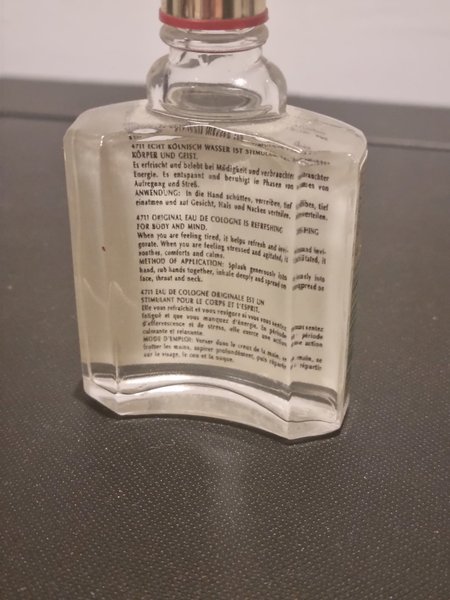 4711 ECHT KÖLNISCH WASSER IST
KÖRPER UND GEIST.
Es erfrischt und belebt bei Müdigkeit und verbrauchter
Energie. Es entspannt und beruhigt in Phasen von
Aufregung und Streß.
ANWENDUNG: In die Hand schütten, verreiben, tief
einatmen und auf Gesicht, Hals und Nacken verteilen.
4711 ORIGINAL EAU DE COLOGNE IS REFRESHING
FOR BODY AND MIND.
When you are feeling tired, it helps refresh and invi-
gorate. When you are feeling stressed and agitated, it
soothes, comforts and calms.
METHOD OF APPLICATION: Splash generously into
hand, rub hands together, inhale deeply and spread on
face, throat and neck.
4711 EAU DE COLOGNE ORIGINALE EST UN
STIMULANT POUR LE CORPS ET L'ESPRIT.
Elle vous rafraîchit et vous revigore si vous vous sentez
fatigué et que vous manquez d'énergie. En période
d'effervescence et de stress, elle exerce une action
calmante et relaxante.
MODE D'EMPLOI: Verser dans le creux de la main, se
frotter les mains, aspirer profondément, puis répartir
sur le visage, le cou et la nuque.